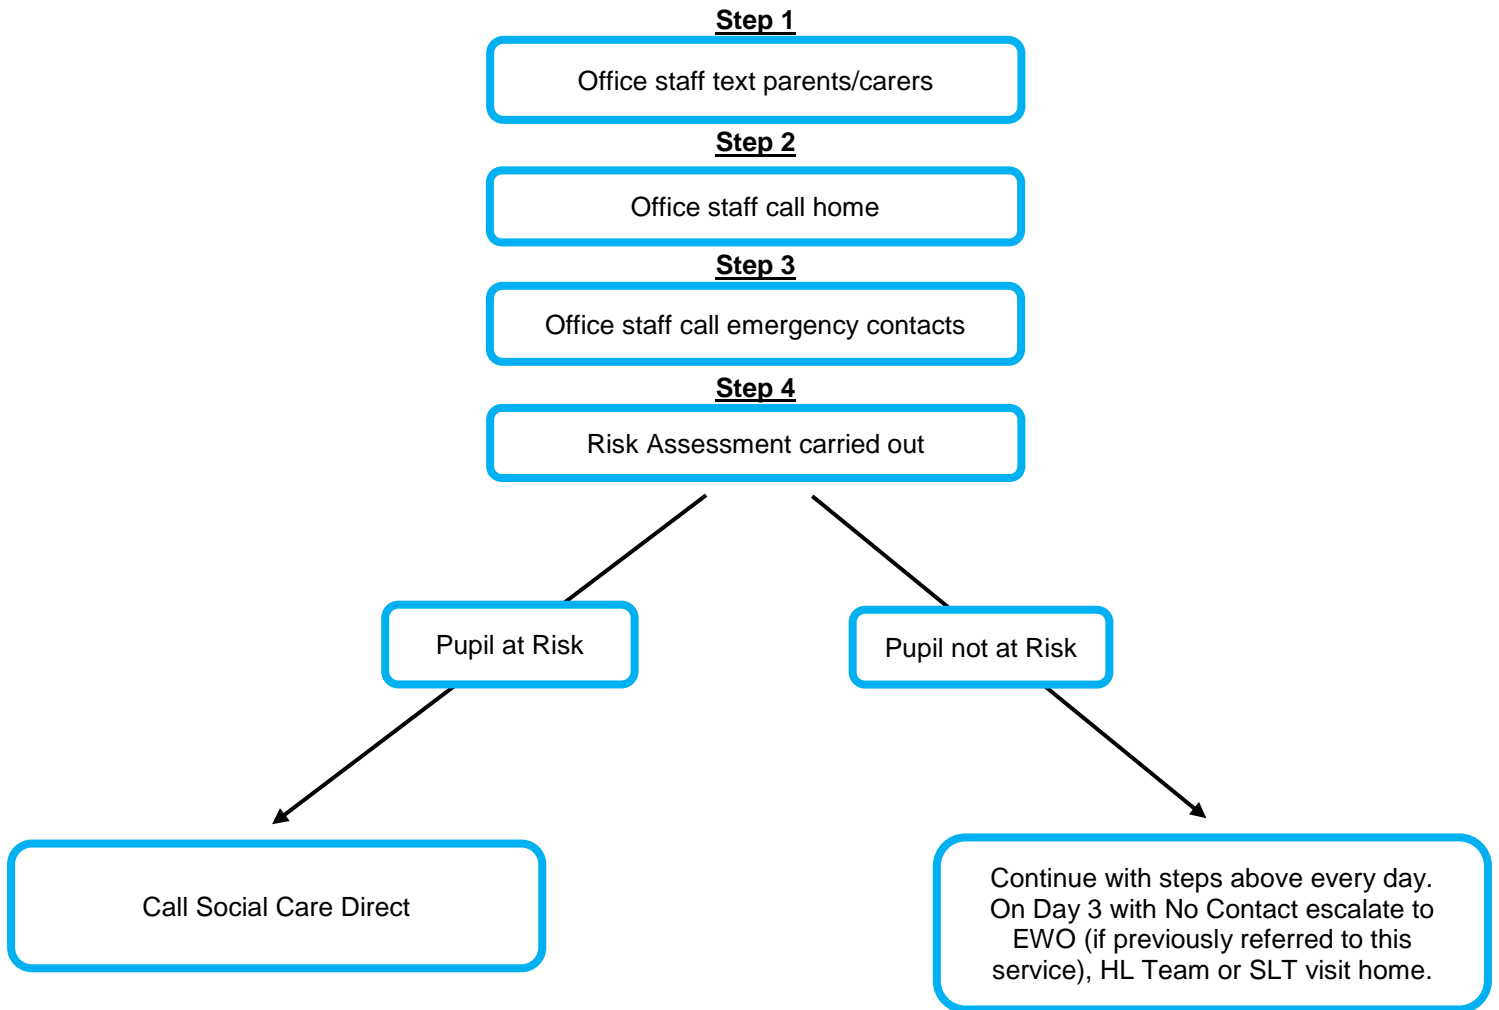 Step 1
Office staff text parents/carers
Step 2
Office staff call home
Step 3
Office staff call emergency contacts
Step 4
Risk Assessment carried out
Pupil at Risk
Pupil not at Risk
Call Social Care Direct
Continue with steps above every day.
On Day 3 with No Contact escalate to
EWO (if previously referred to this
service), HL Team or SLT visit home.